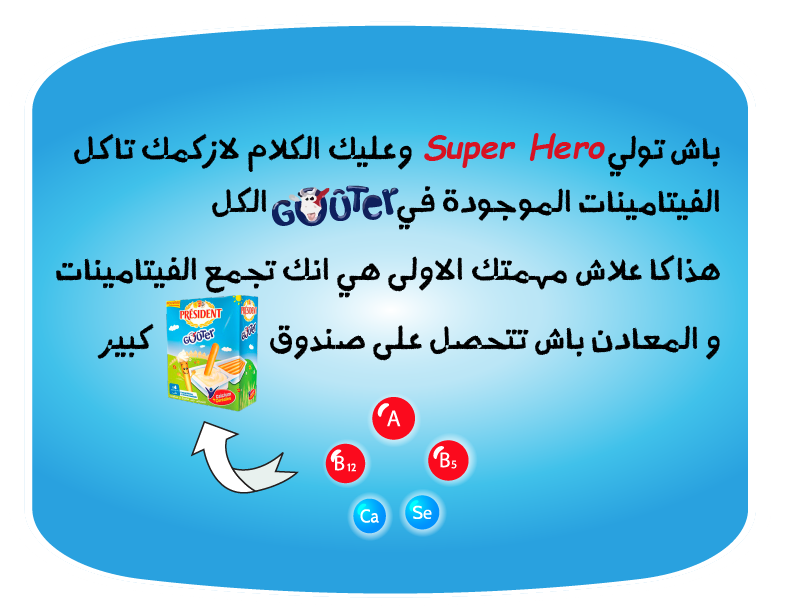 باش تولي Super Hero وعليك الكلام لازكمك تاكل
الفيتامينات الموجودة في GOÛTER الكل
هذاكا علاش مهمتك الاولى هي انك تجمع الفيتامينات
و المعادن باش تتحصل على صندوق كبير
PRÉSIDENT
GOÛTER
A
B12
B5
Ca
Se